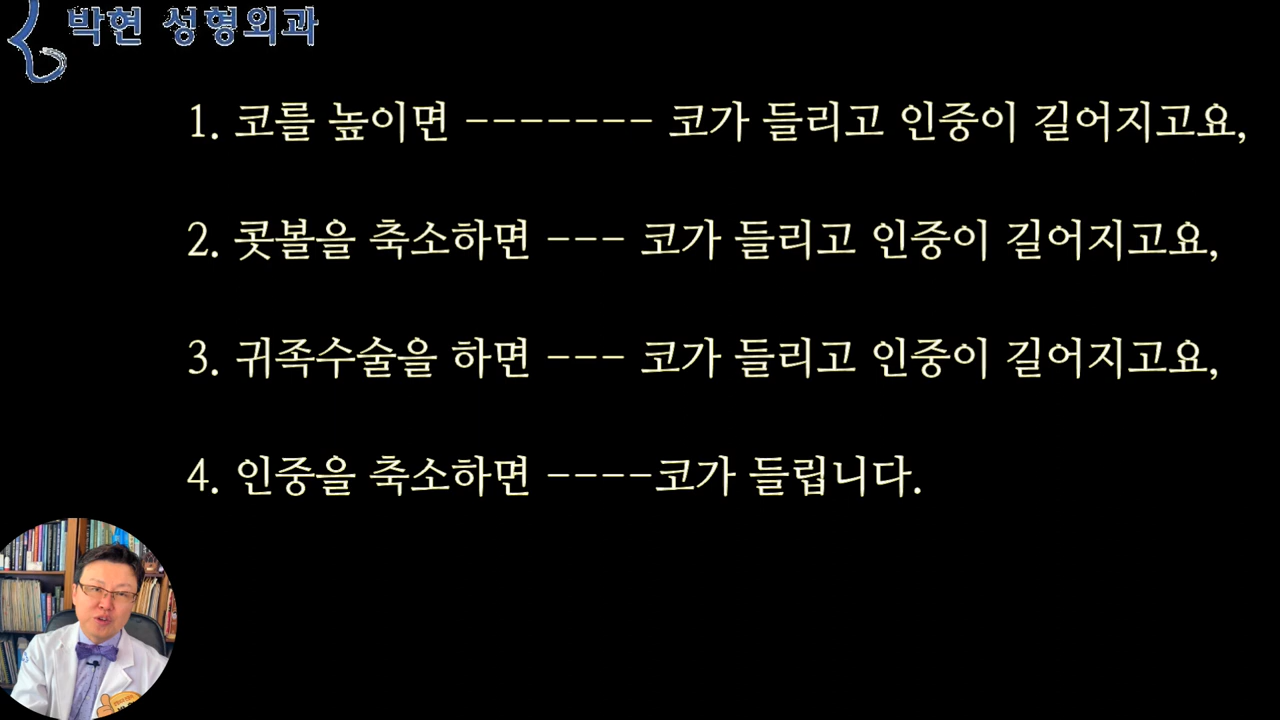 박현 성형외과
1. 코를 높이면 ------- 코가 들리고 인중이 길어지고요,
2. 콧볼을 축소하면 --- 코가 들리고 인중이 길어지고요,
3. 귀족수술을 하면 --- 코가 들리고 인중이 길어지고요,
4. 인중을 축소하면 ----코가 들립니다.